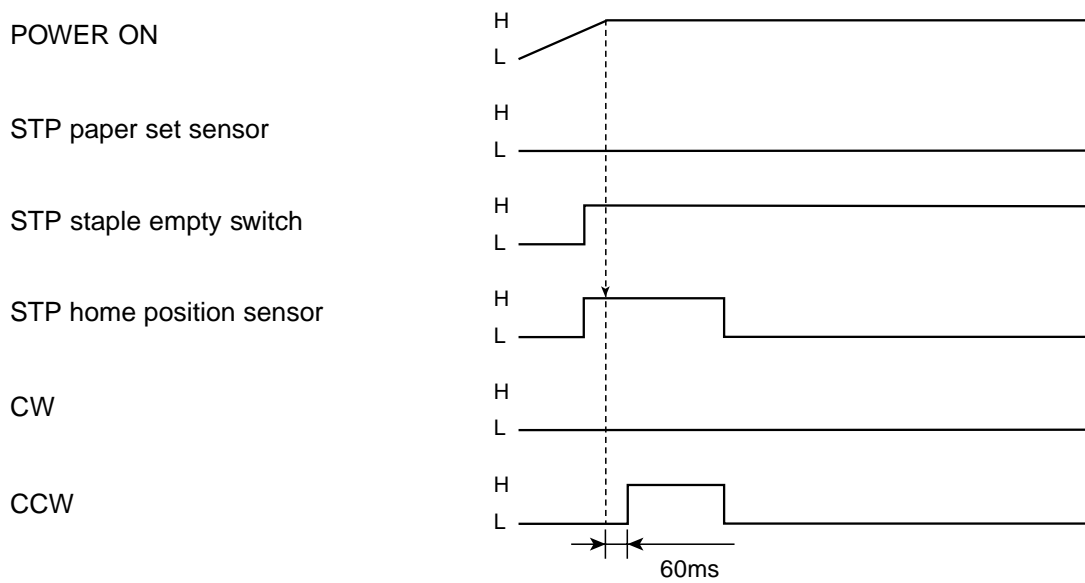 H
POWER ON
L
H
STP paper set sensor
L
H
STP staple empty switch
L
H
STP home position sensor
L
H
CW
L
H
CCW
L
60ms